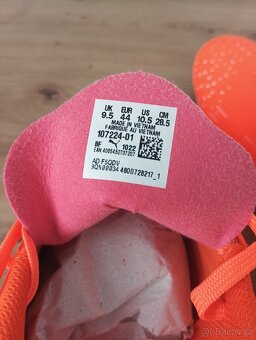 UK EUR US CM
9.5 44 10.5 28.5
MADE IN VIETNAM
FABRIQUÉ AU VIETNAM
107224-01
BF 1022
AD F5QDV